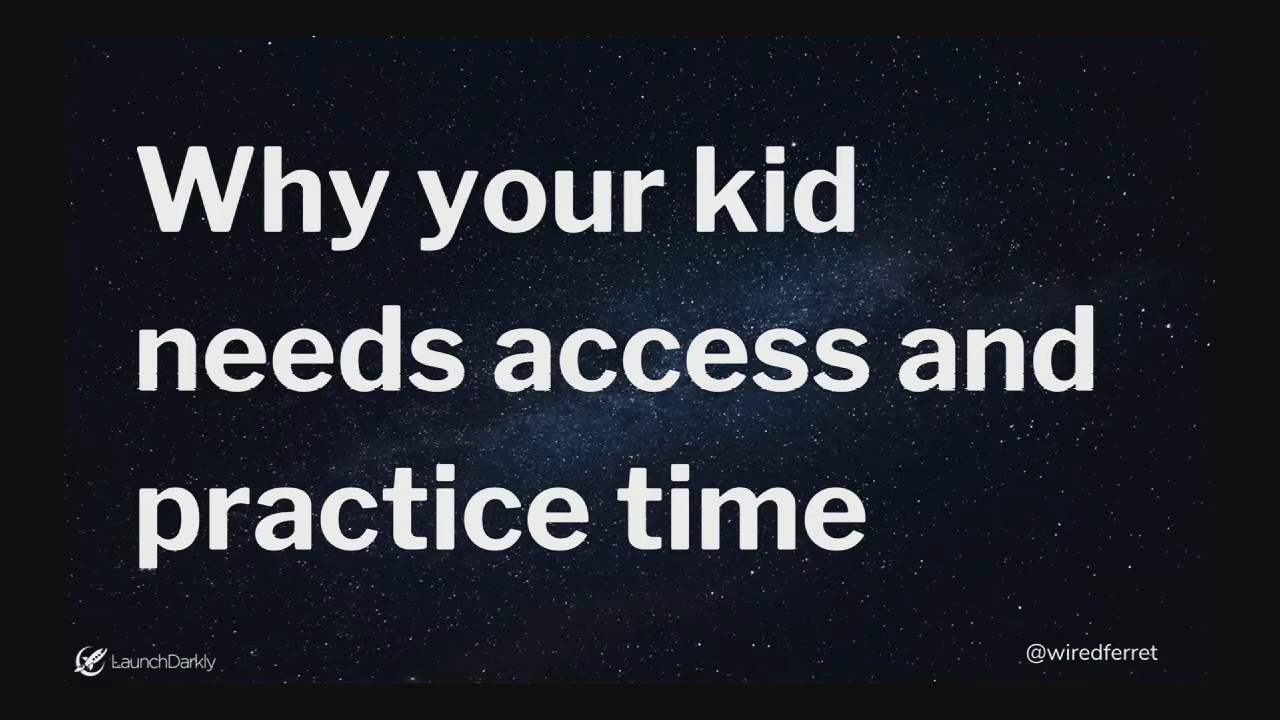 Why your kid
needs access and
practice time
LaunchDarkly
@wiredferret